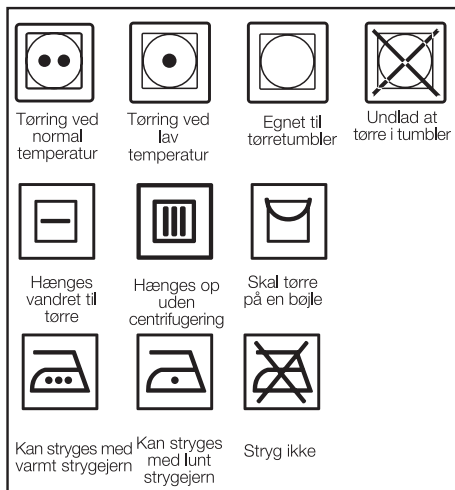 Tørring ved
normal
temperatur
Tørring ved
lav
temperatur
Egnet til
tørretumbler
Undlad at
tørre i tumbler
Hænges
vandret til
tørre
Hænges op
uden
centrifugering
Skal tørre
på en bøjle
Kan stryges med
varmt strygejern
Kan stryges
med lunt
strygejern
Stryg ikke